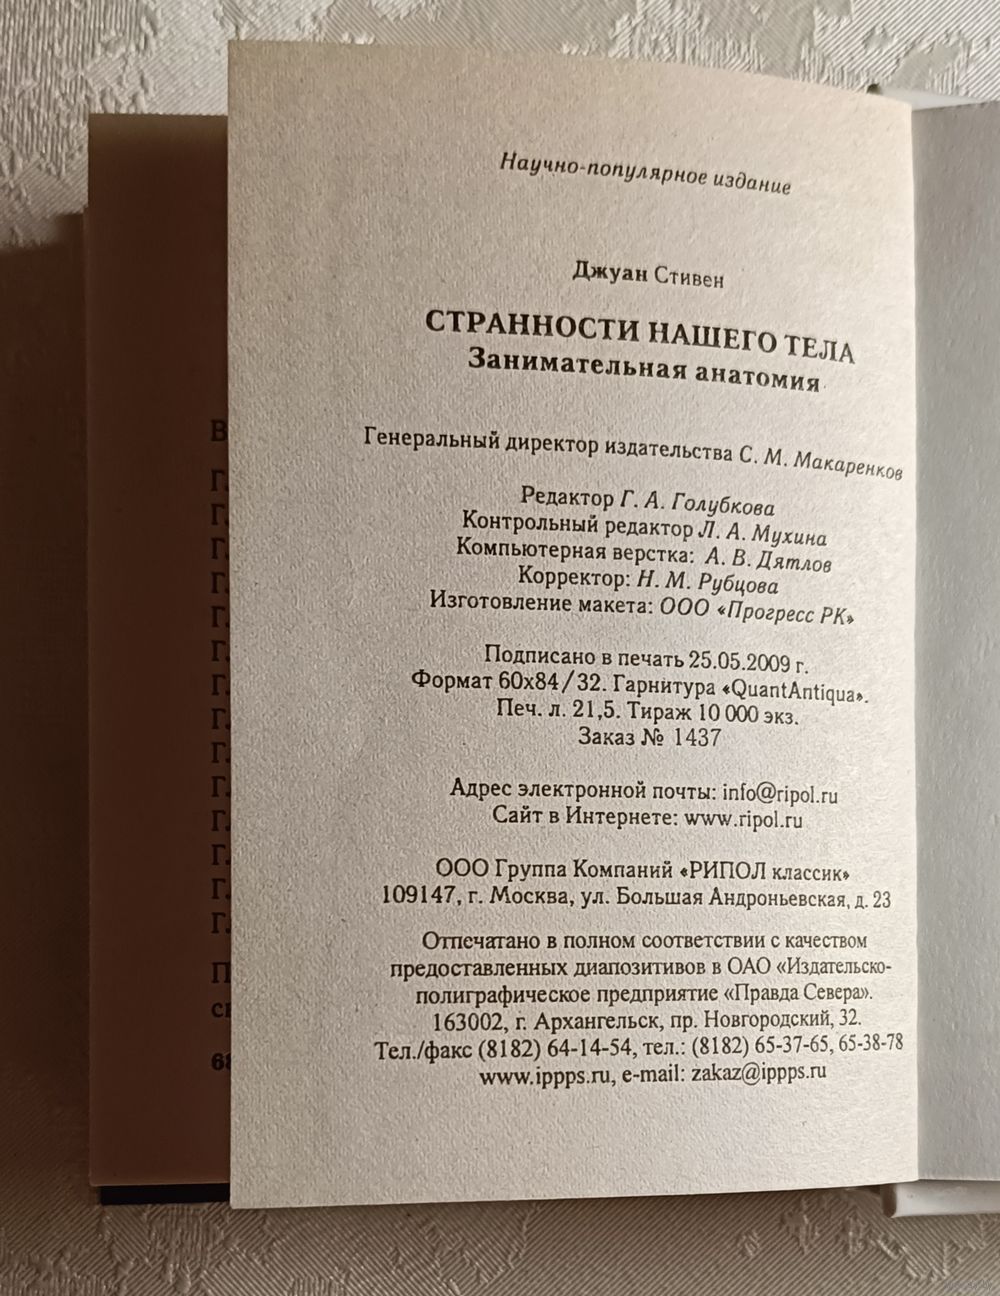 Научно-популярное издание
Джуан Стивен
СТРАННОСТИ НАШЕГО ТЕЛА
Занимательная анатомия
Генеральный директор издательства С. М. Макаренков
Редактор Г. А. Голубкова
Контрольный редактор Л. А. Мухина
Компьютерная верстка: А. В. Дятлов
Корректор: Н. М. Рубцова
Изготовление макета: ООО «Прогресс РК»
Подписано в печать 25.05.2009 г.
Формат 60х84/32. Гарнитура «QuantAntiqua».
Печ. л. 21,5. Тираж 10 000 экз.
Заказ № 1437
Адрес электронной почты: info@ripol.ru
Сайт в Интернете: www.ripol.ru
ООО Группа Компаний «РИПОЛ классик»
109147, г. Москва, ул. Большая Андроньевская, д. 23
Отпечатано в полном соответствии с качеством
предоставленных диапозитивов в ОАО «Издательско-
полиграфическое предприятие «Правда Севера».
163002, г. Архангельск, пр. Новгородский, 32.
Тел./факс (8182) 64-14-54, тел.: (8182) 65-37-65, 65-38-78
www.ippps.ru, e-mail: zakaz@ippps.ru